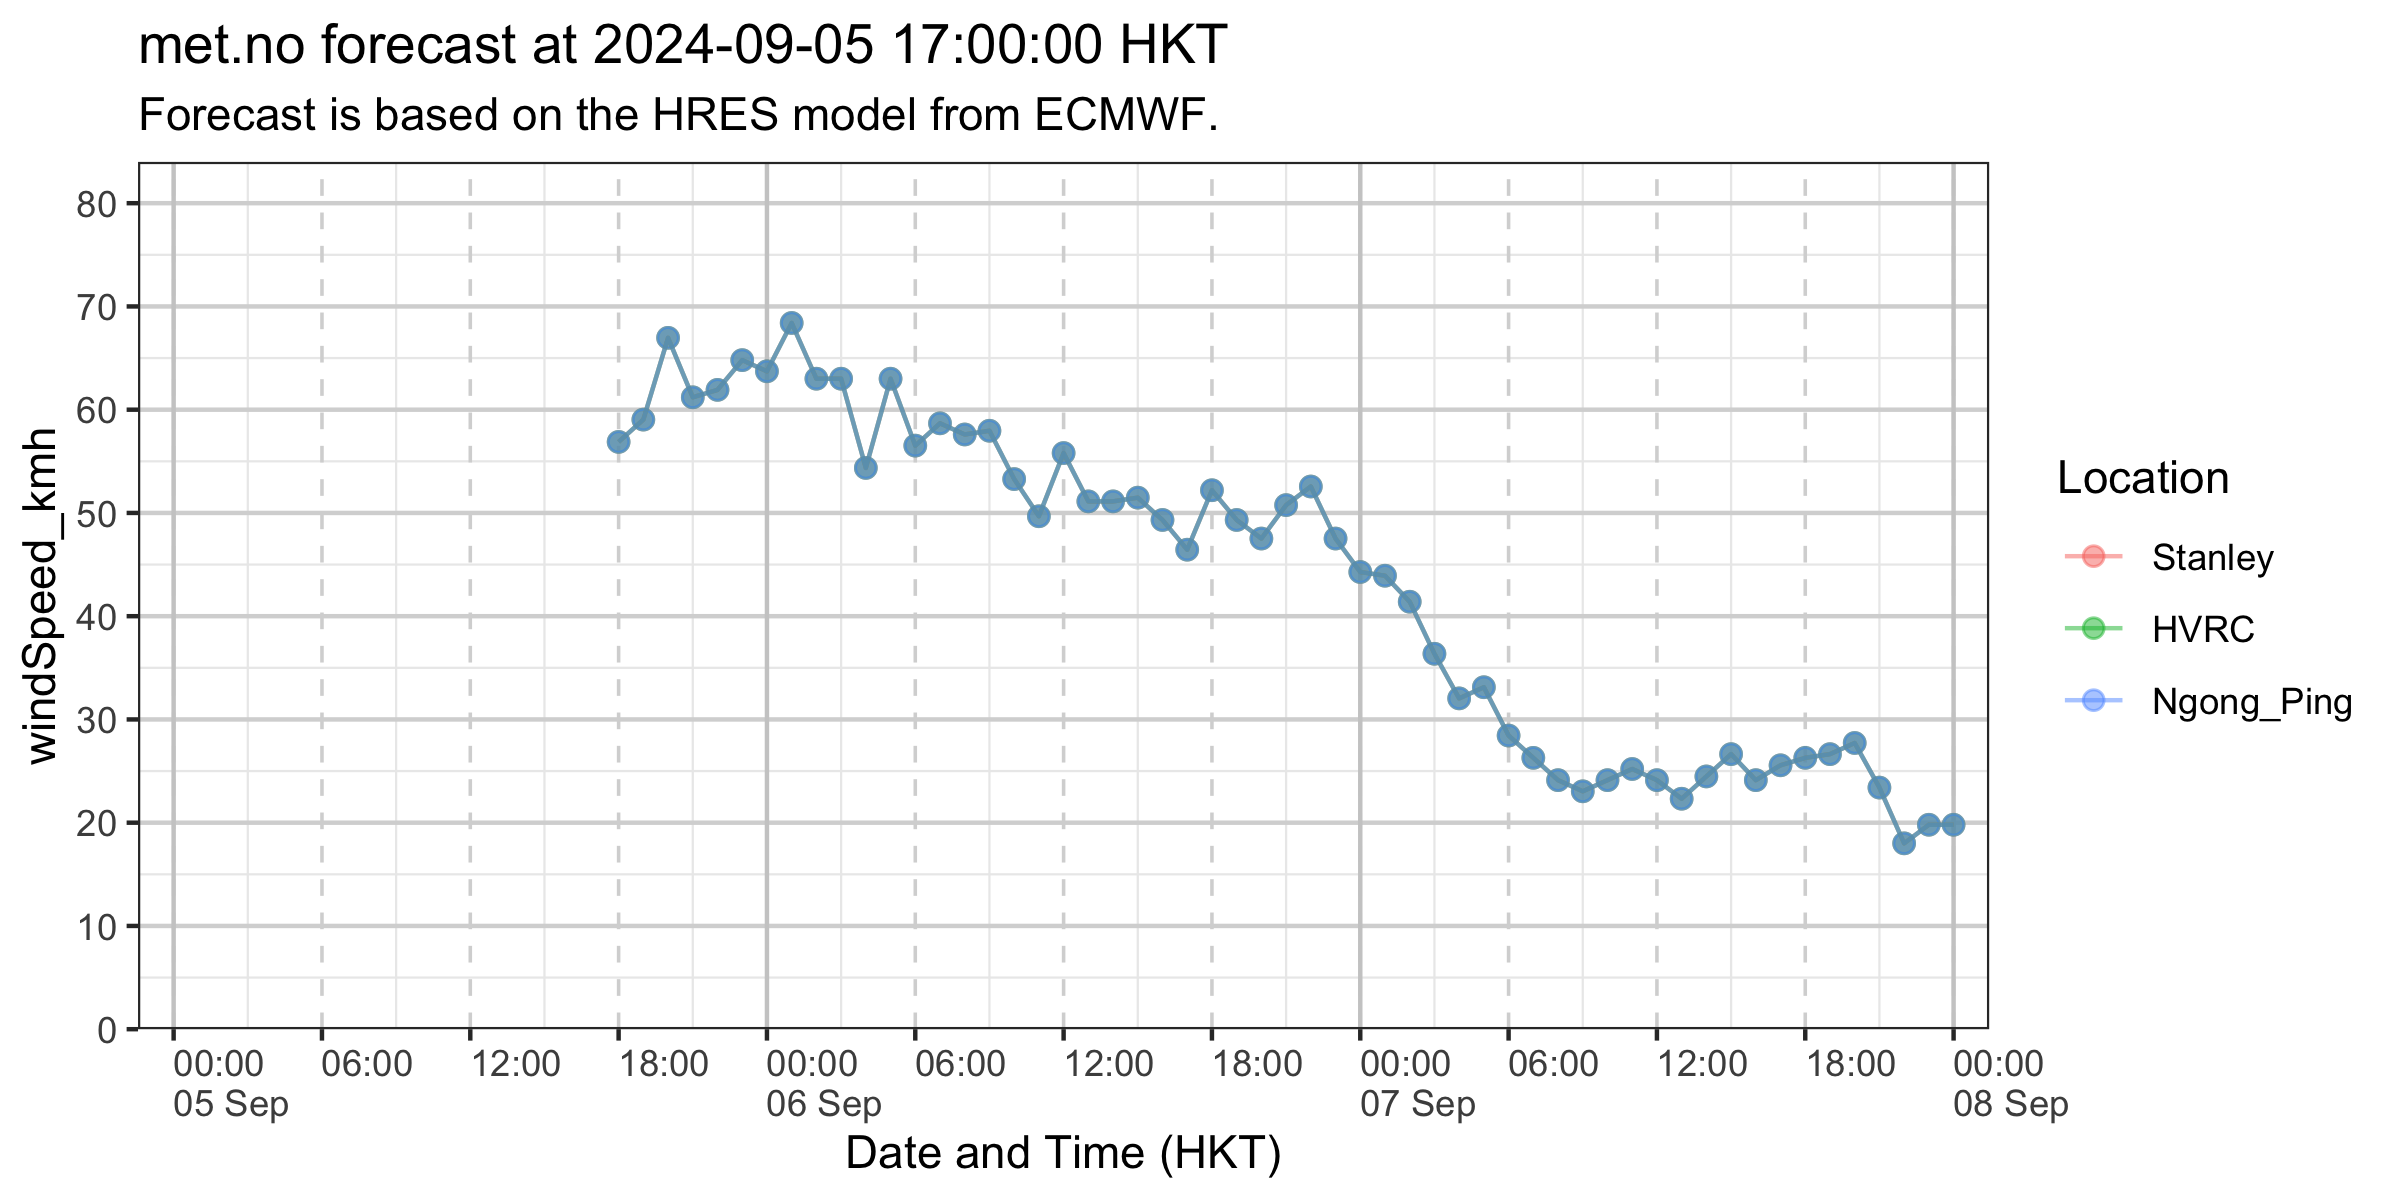 met.no forecast at 2024-09-05 17:00:00 HKT
Forecast is based on the HRES model from ECMWF.
windSpeed_kmh
80
70
60
50
40
30
20
10
0
00:00 06:00 12:00 18:00 00:00 06:00 12:00 18:00 00:00 06:00 12:00 18:00 00:00
05 Sep 06 Sep 07 Sep 08 Sep
Date and Time (HKT)
Location
Stanley
HVRC
Ngong_Ping